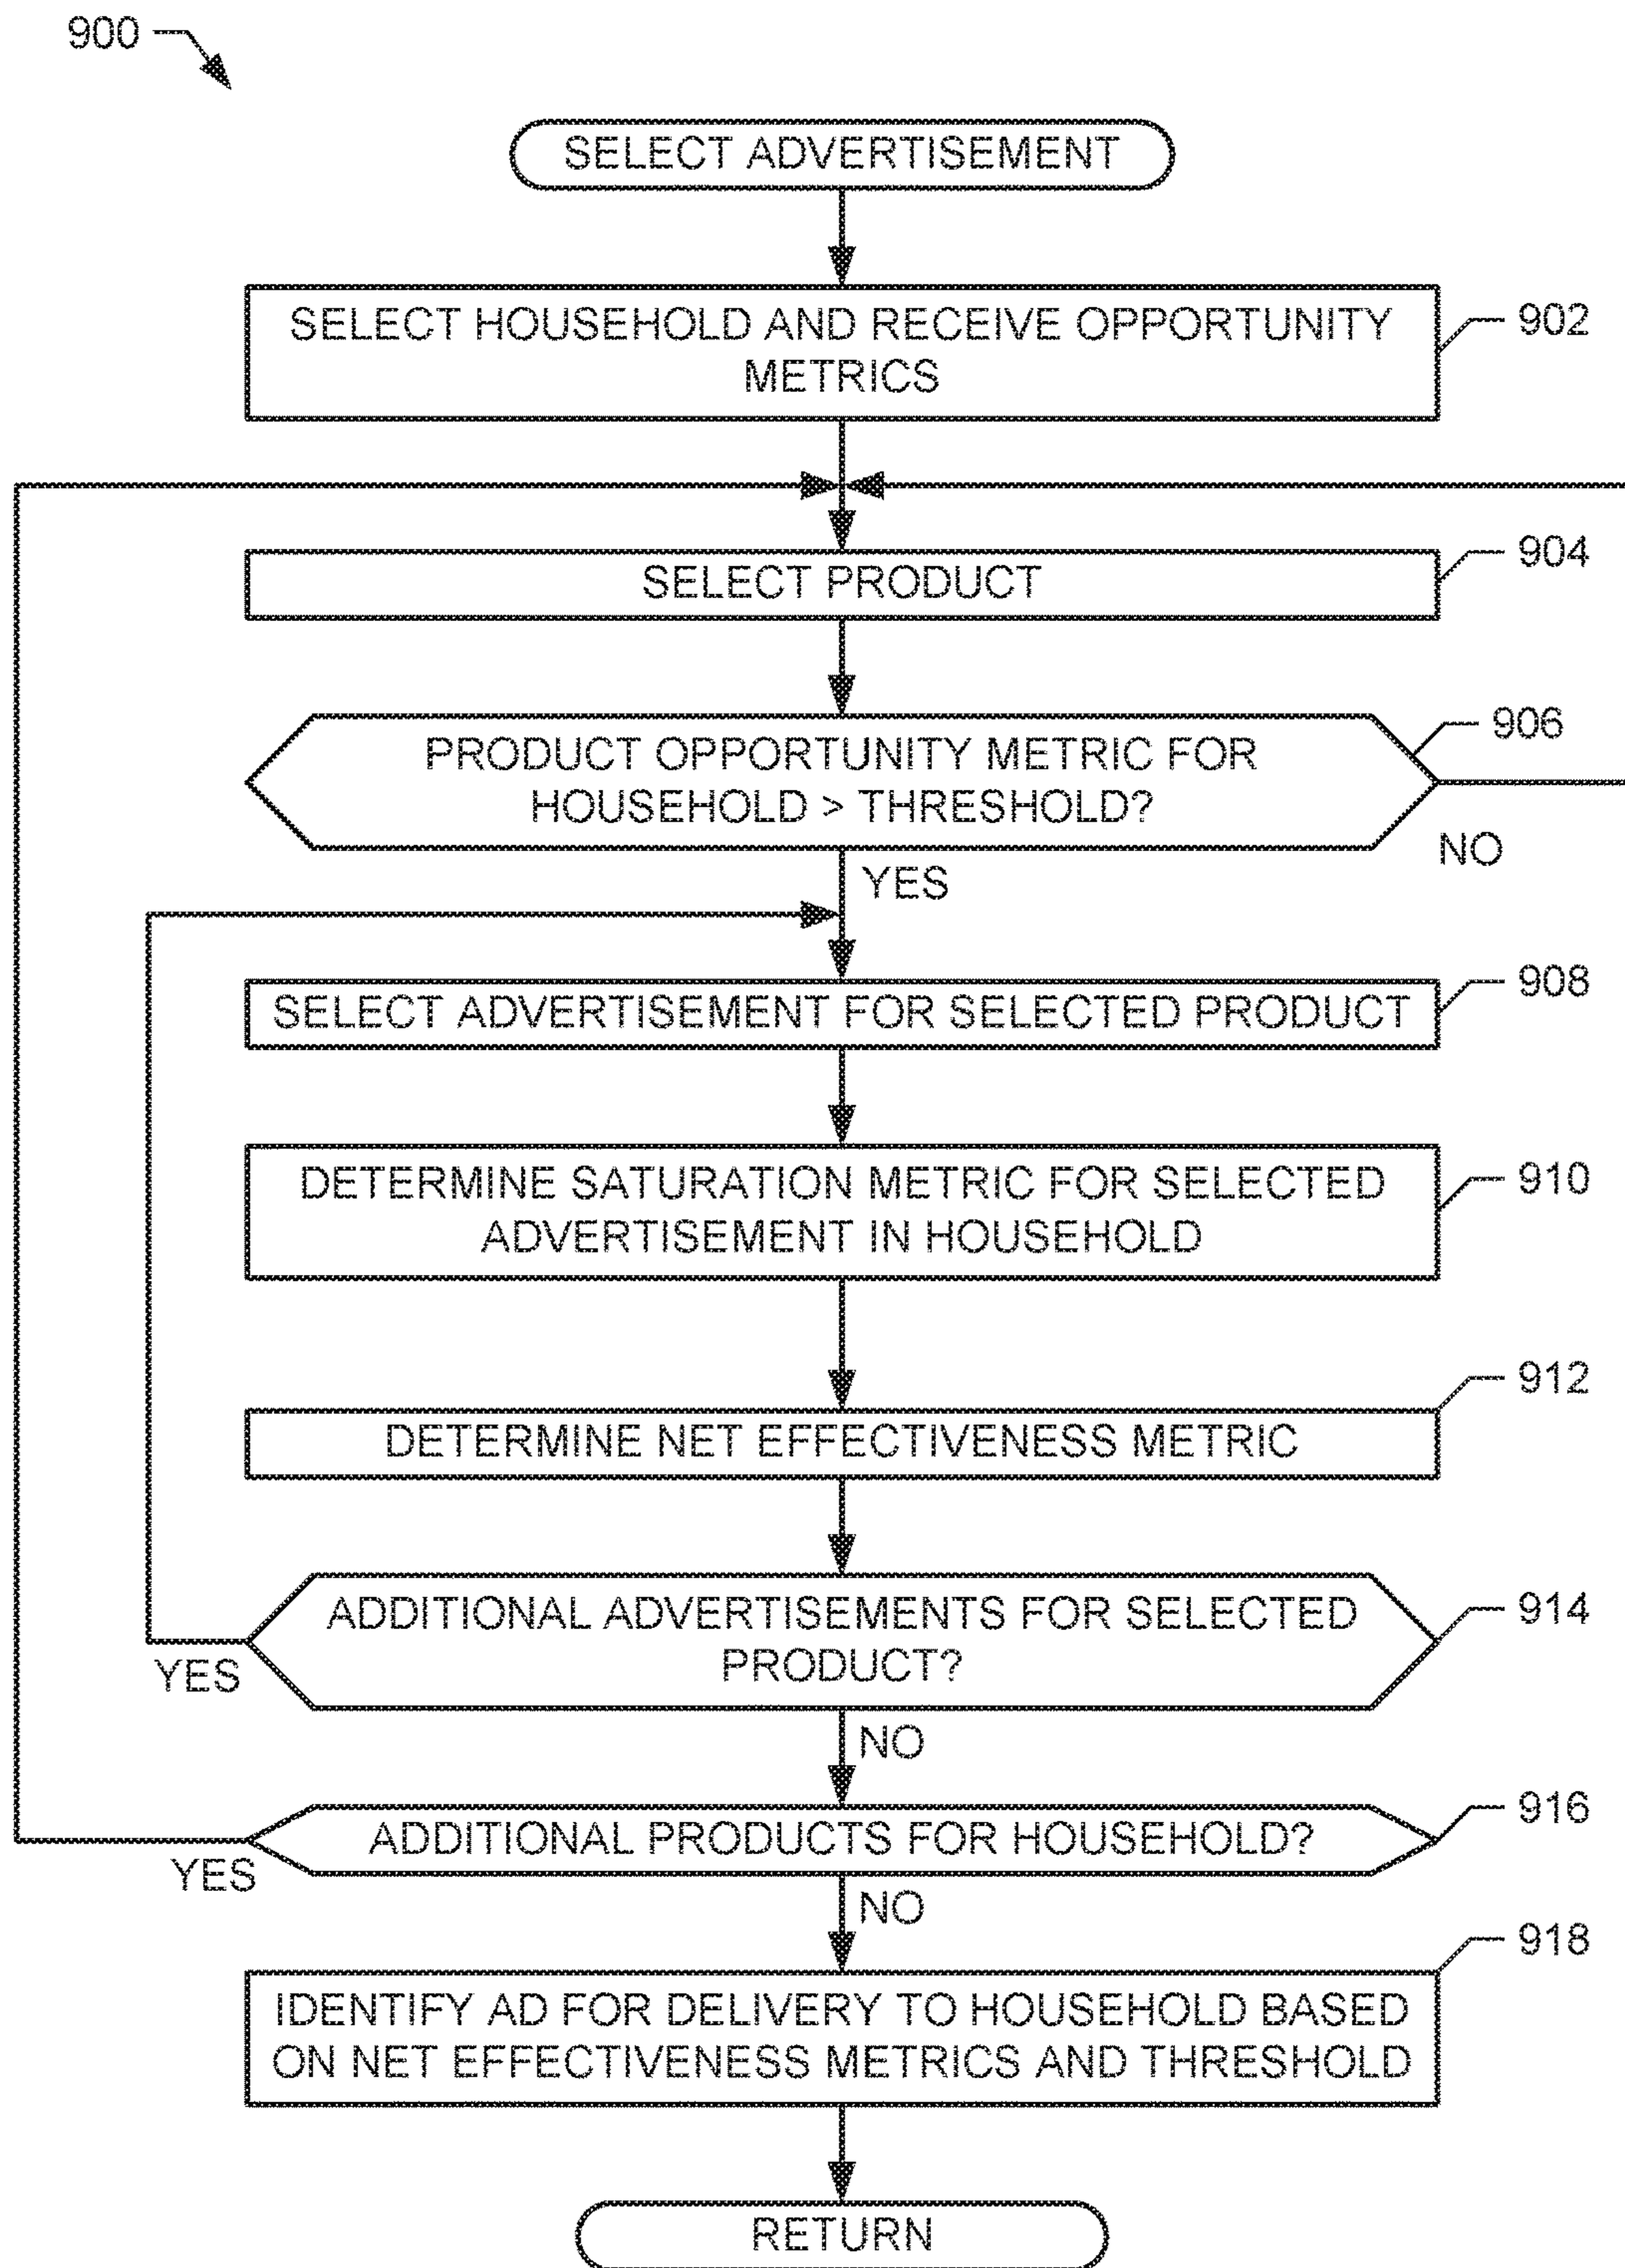 900
SELECT ADVERTISEMENT
SELECT HOUSEHOLD AND RECEIVE OPPORTUNITY
METRICS
902
SELECT PRODUCT
904
PRODUCT OPPORTUNITY METRIC FOR
HOUSEHOLD > THRESHOLD?
906
NO
YES
SELECT ADVERTISEMENT FOR SELECTED PRODUCT
908
DETERMINE SATURATION METRIC FOR SELECTED
ADVERTISEMENT IN HOUSEHOLD
910
DETERMINE NET EFFECTIVENESS METRIC
912
ADDITIONAL ADVERTISEMENTS FOR SELECTED
PRODUCT?
914
YES
NO
ADDITIONAL PRODUCTS FOR HOUSEHOLD?
916
YES
NO
IDENTIFY AD FOR DELIVERY TO HOUSEHOLD BASED
ON NET EFFECTIVENESS METRICS AND THRESHOLD
918
RETURN